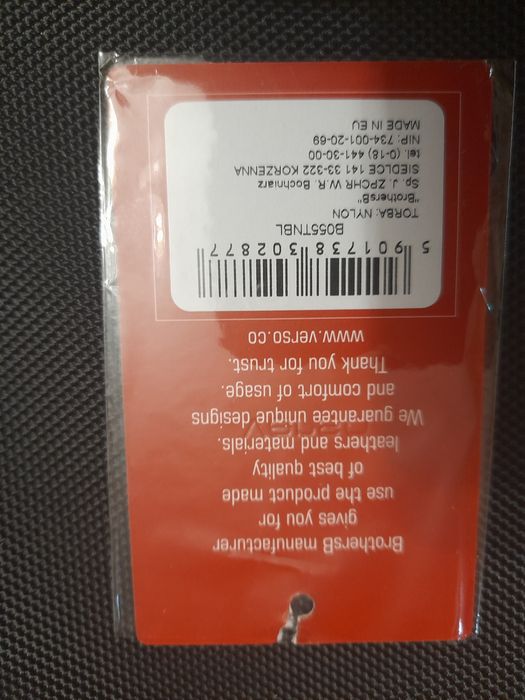 BrothersB manufacturer
gives you for
use the product made
of best quality
leathers and materials.
We guarantee unique designs
and comfort of usage.
Thank you for trust.
www.verso.co
5 901738 302877
B055TNBL
TORBA: NYLON
"BrothersB"
Sp. J. ZPCHR W.R. Bochniarz
SIEDLCE 141 33-322 KORZENNA
tel. (0-18) 441-30-00
NIP: 734-001-20-69
MADE IN EU